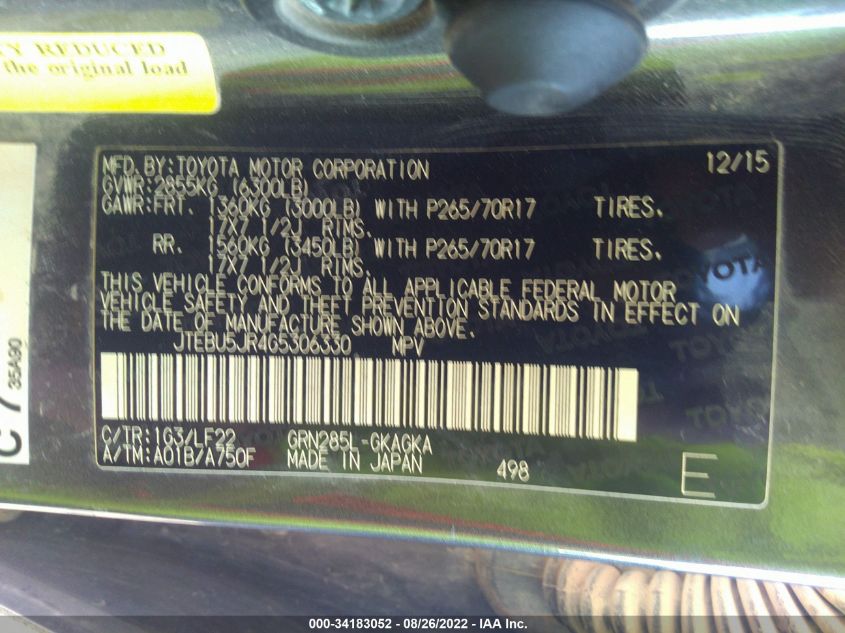 Y REDUCED
the original load
MFD.BY:TOYOTA MOTOR CORPORATION 12/15
GVWR:2855KG (6300LB)
GAWR:FRT. 1360KG (3000LB) WITH P265/70R17 TIRES.
17X7 1/2J RIMS.
RR. 1560KG (3450LB) WITH P265/70R17 TIRES.
17X7 1/2J RIMS.
THIS VEHICLE CONFORMS TO ALL APPLICABLE FEDERAL MOTOR
VEHICLE SAFETY AND THEFT PREVENTION STANDARDS IN EFFECT ON
THE DATE OF MANUFACTURE SHOWN ABOVE.
JTEBU5JR4G5306330 MPV
C/TR:1G3/LF22 GRN285L-GKAGKA
A/TM:A01B/A750F MADE IN JAPAN 498 E
TOYOTA
C7
35A90
000-34183052 - 08/26/2022 - IAA Inc.